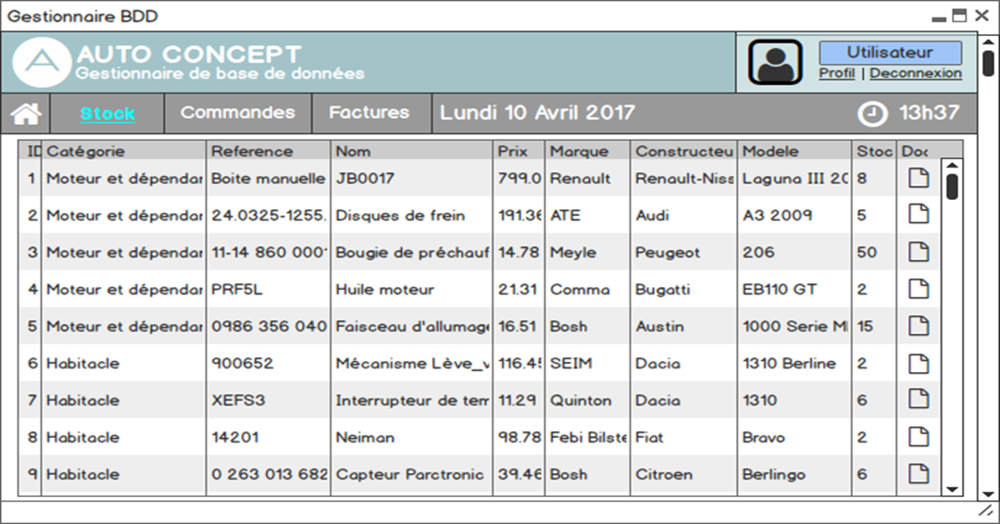 Gestionnaire BDD
AUTO CONCEPT
Gestionnaire de base de données
Utilisateur
Profil | Deconnexion
Stock Commandes Factures Lundi 10 Avril 2017 13h37
ID Catégorie Reference Nom Prix Marque Constructeu Modele Stoc Doc
1 Moteur et dépendar Boite manuelle JB0017 799.0 Renault Renault-Niss Laguna III 20 8
2 Moteur et dépendar 24.0325-1255. Disques de frein 191.36 ATE Audi A3 2009 5
3 Moteur et dépendar 11-14 860 0001 Bougie de préchauf 14.78 Meyle Peugeot 206 50
4 Moteur et dépendar PRF5L Huile moteur 21.31 Comma Bugatti EB110 GT 2
5 Moteur et dépendar 0986 356 040 Faisceau d'allumage 16.51 Bosh Austin 1000 Serie M 15
6 Habitacle 900652 Mécanisme Lève_v 116.45 SEIM Dacia 1310 Berline 2
7 Habitacle XEFS3 Interrupteur de tem 11.29 Quinton Dacia 1310 6
8 Habitacle 14201 Neiman 98.78 Febi Bilste Fiat Bravo 2
9 Habitacle 0 263 013 682 Capteur Parctronic 39.46 Bosh Citroen Berlingo 6